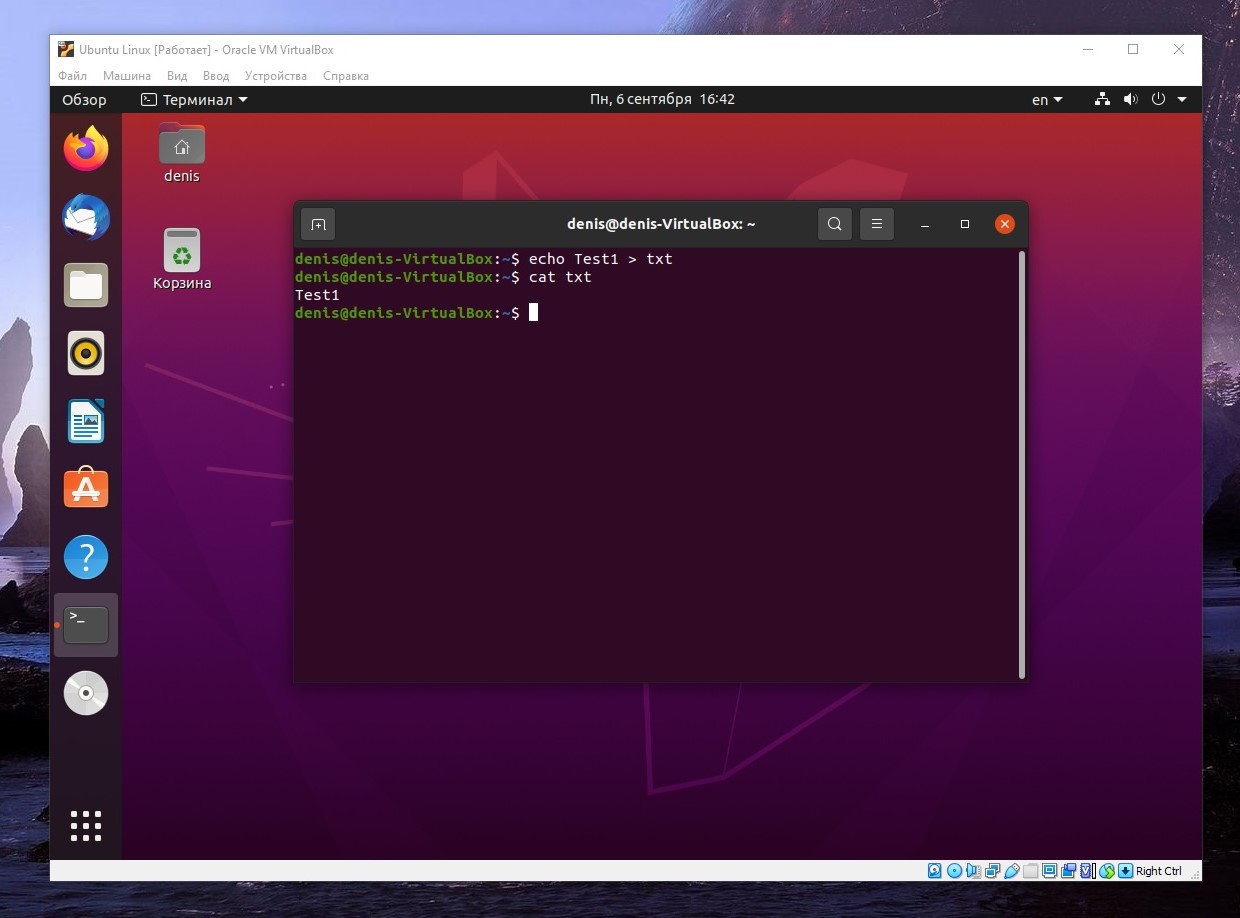 Ubuntu Linux [Работает] - Oracle VM VirtualBox
Файл Машина Вид Ввод Устройства Справка
Обзор Терминал Пн, 6 сентября 16:42 en
denis
Корзина
denis@denis-VirtualBox: ~
denis@denis-VirtualBox:~$ echo Test1 > txt
denis@denis-VirtualBox:~$ cat txt
Test1
denis@denis-VirtualBox:~$
Right Ctrl